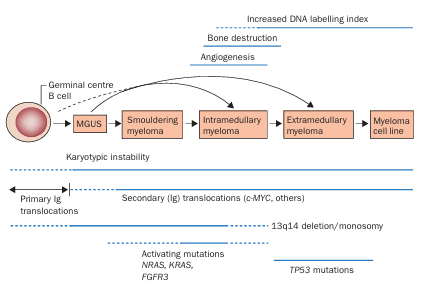 Increased DNA labelling index
Bone destruction
Angiogenesis
Germinal centre
B cell
MGUS
Smouldering
myeloma
Intramedullary
myeloma
Extramedullary
myeloma
Myeloma
cell line
Karyotypic instability
Primary Ig
translocations
Secondary (Ig) translocations (c-MYC, others)
13q14 deletion/monosomy
Activating mutations
NRAS, KRAS,
FGFR3
TP53 mutations